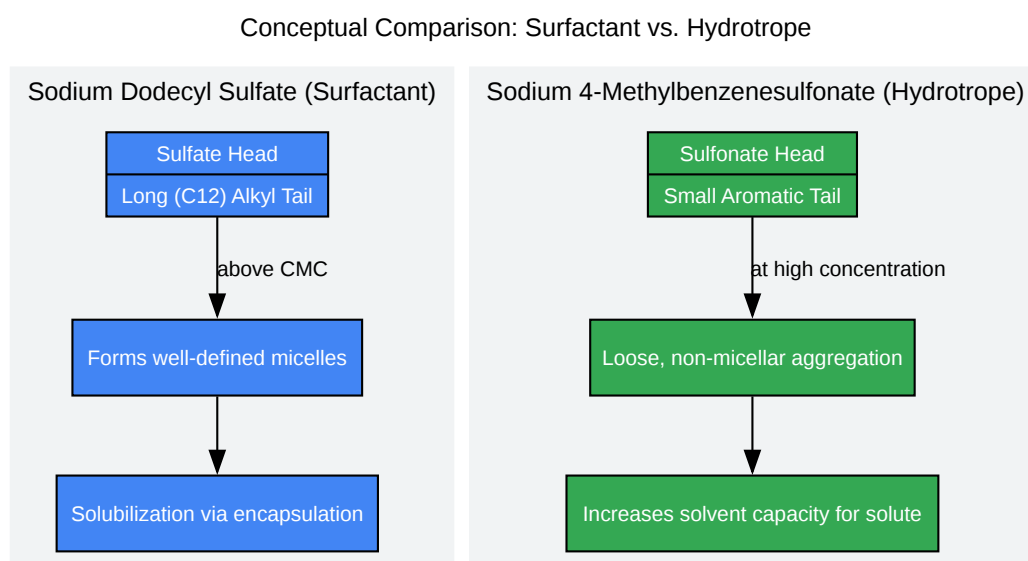 Conceptual Comparison: Surfactant vs. Hydrotrope
Sodium Dodecyl Sulfate (Surfactant)
Sulfate Head
Long (C12) Alkyl Tail
above CMC
Forms well-defined micelles
Solubilization via encapsulation
Sodium 4-Methylbenzenesulfonate (Hydrotrope)
Sulfonate Head
Small Aromatic Tail
at high concentration
Loose, non-micellar aggregation
Increases solvent capacity for solute